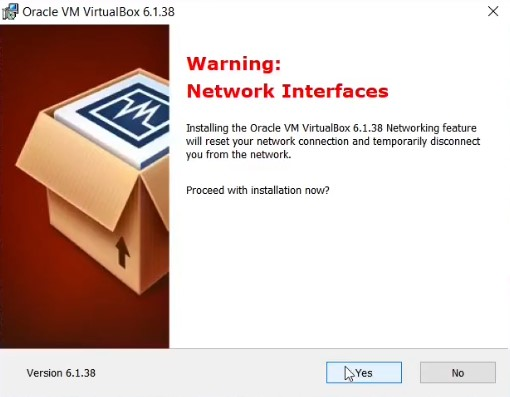 Oracle VM VirtualBox 6.1.38
Warning:
Network Interfaces
Installing the Oracle VM VirtualBox 6.1.38 Networking feature
will reset your network connection and temporarily disconnect
you from the network.
Proceed with installation now?
Version 6.1.38
Yes
No